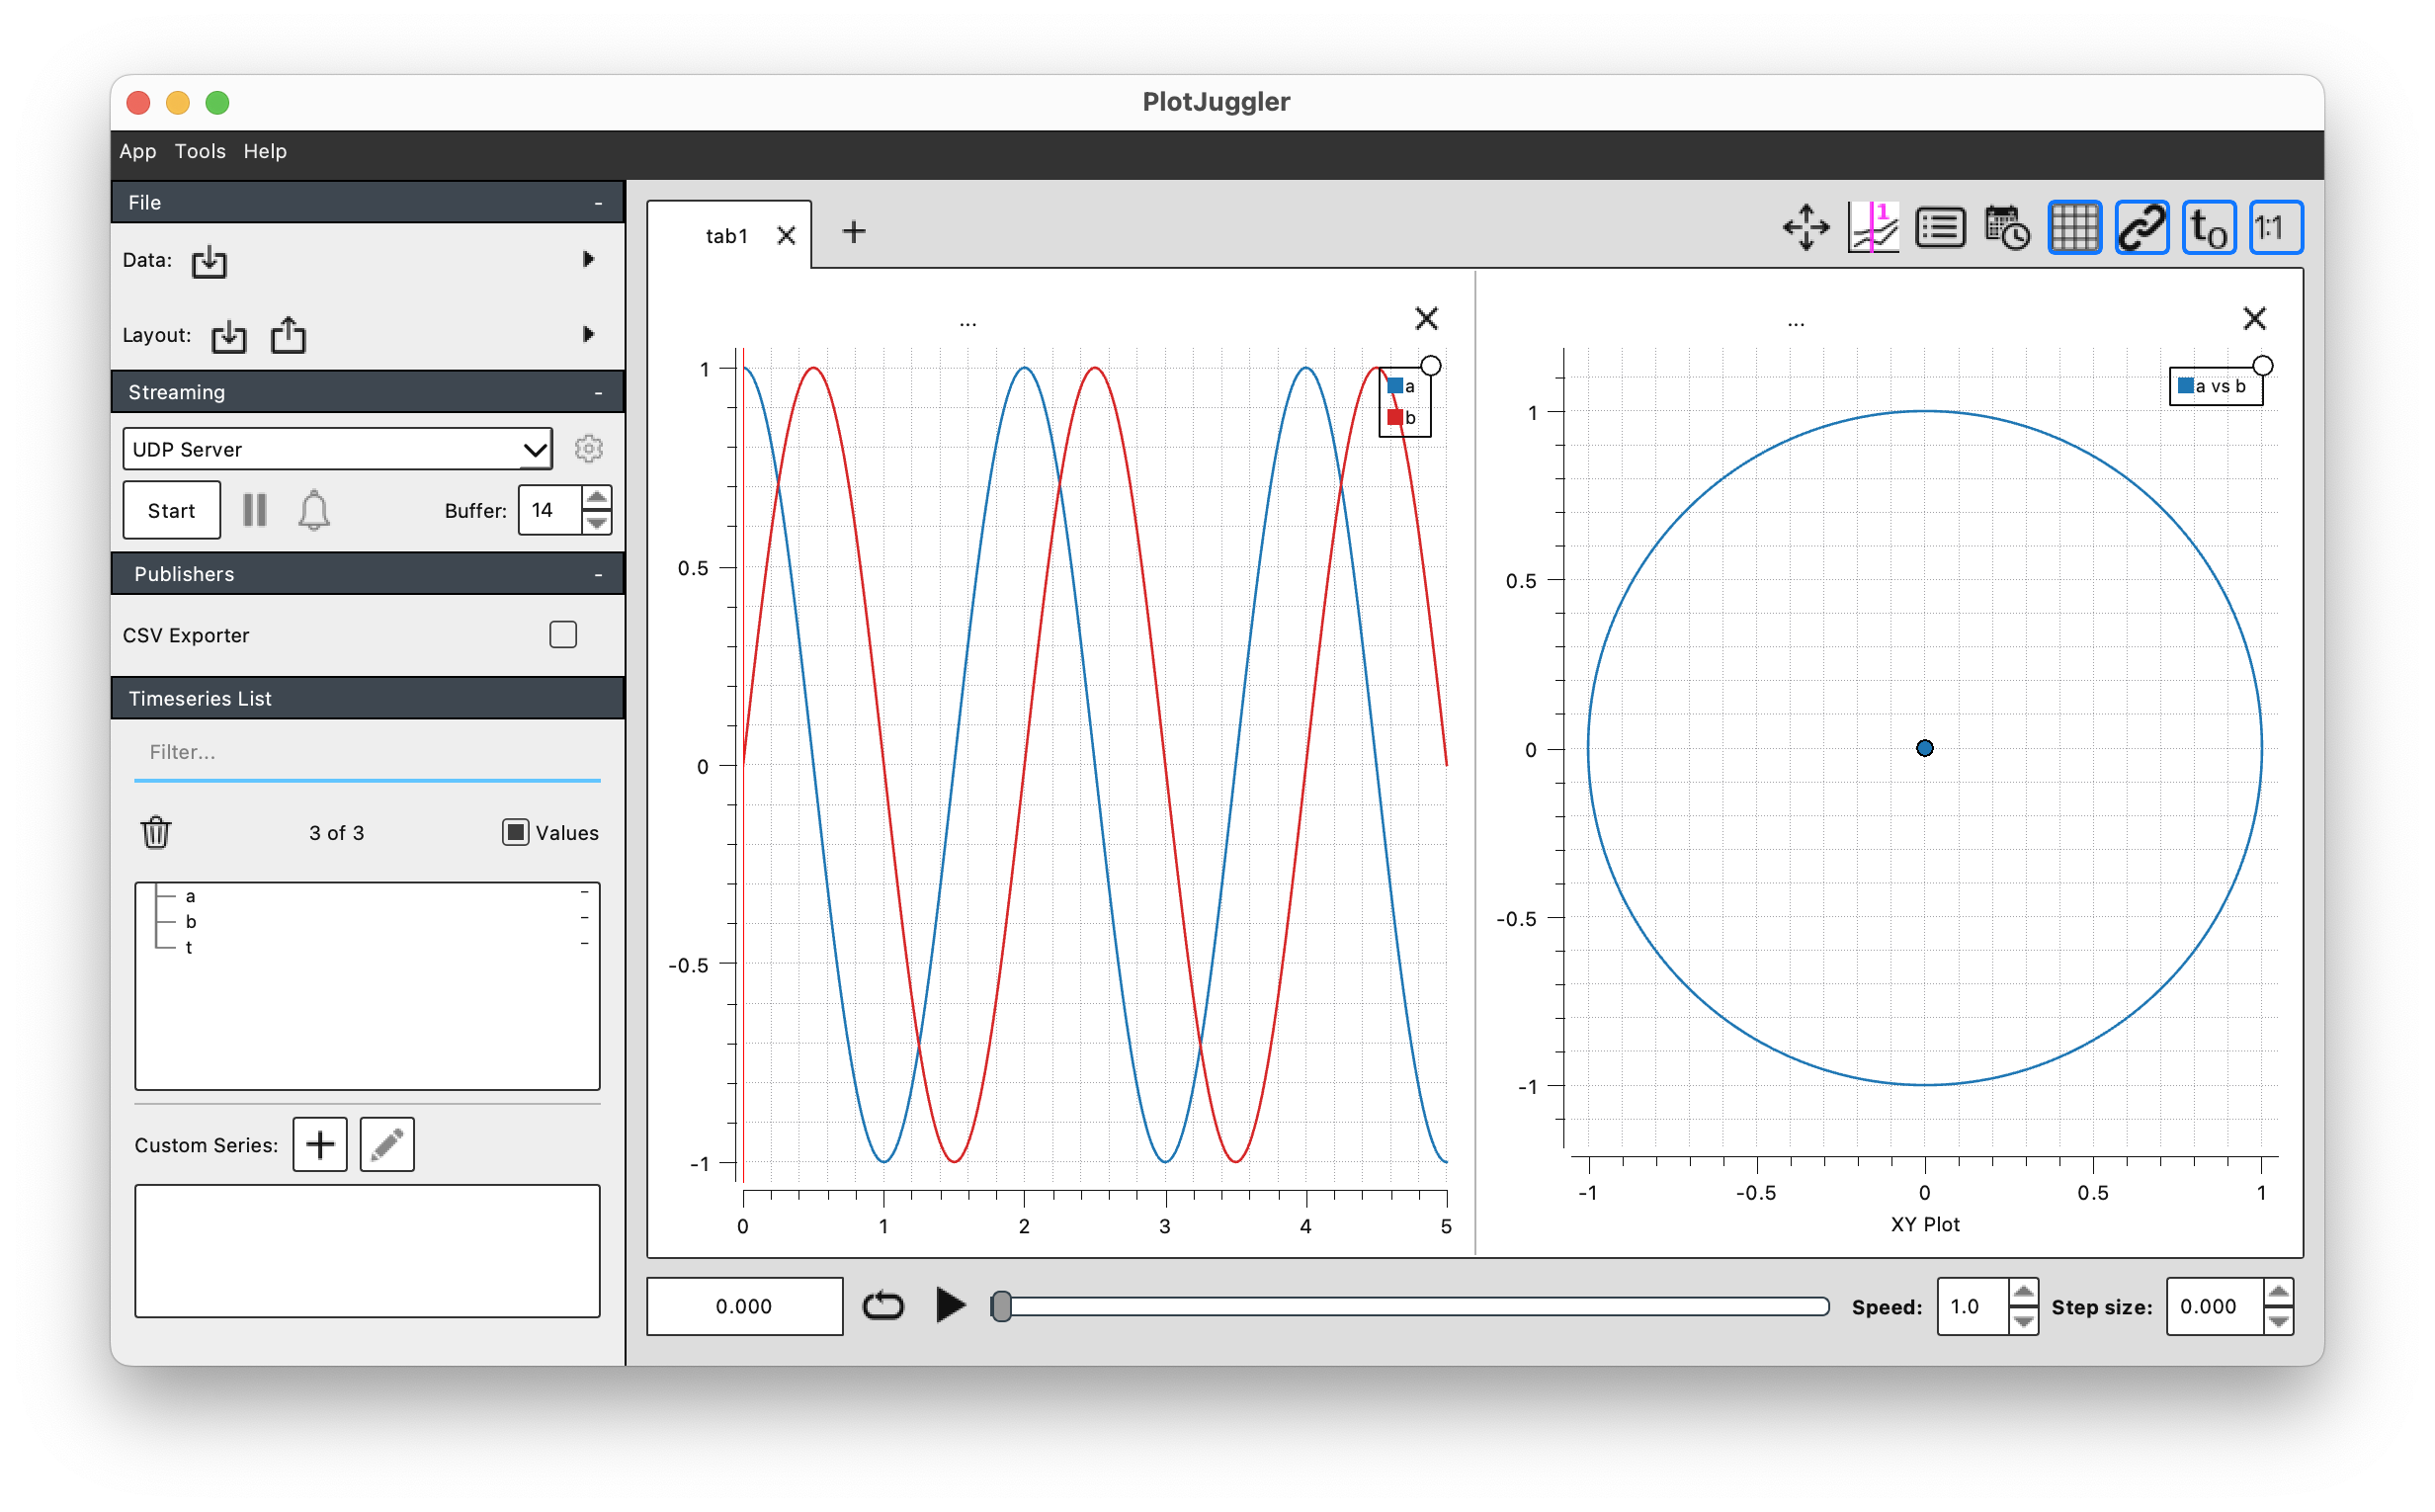 PlotJuggler
App Tools Help
File -
Data:
Layout:
Streaming -
UDP Server
Start Buffer: 14
Publishers -
CSV Exporter
Timeseries List
Filter...
3 of 3 Values
a -
b -
t -
Custom Series:
tab1
1
t0
1:1
...
a
b
1
0.5
0
-0.5
-1
0 1 2 3 4 5
...
a vs b
1
0.5
0
-0.5
-1
-1 -0.5 0 0.5 1
XY Plot
0.000 Speed: 1.0 Step size: 0.000